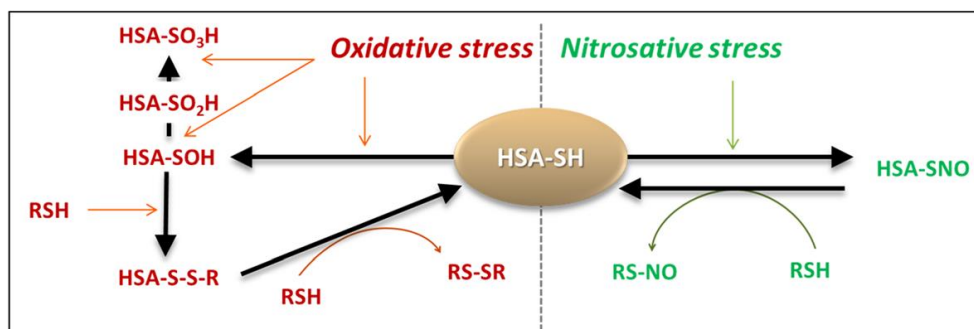 HSA-SO₃H
Oxidative stress
Nitrosative stress
HSA-SO₂H
HSA-SOH
HSA-SH
HSA-SNO
RSH
HSA-S-S-R
RSH
RS-SR
RS-NO
RSH